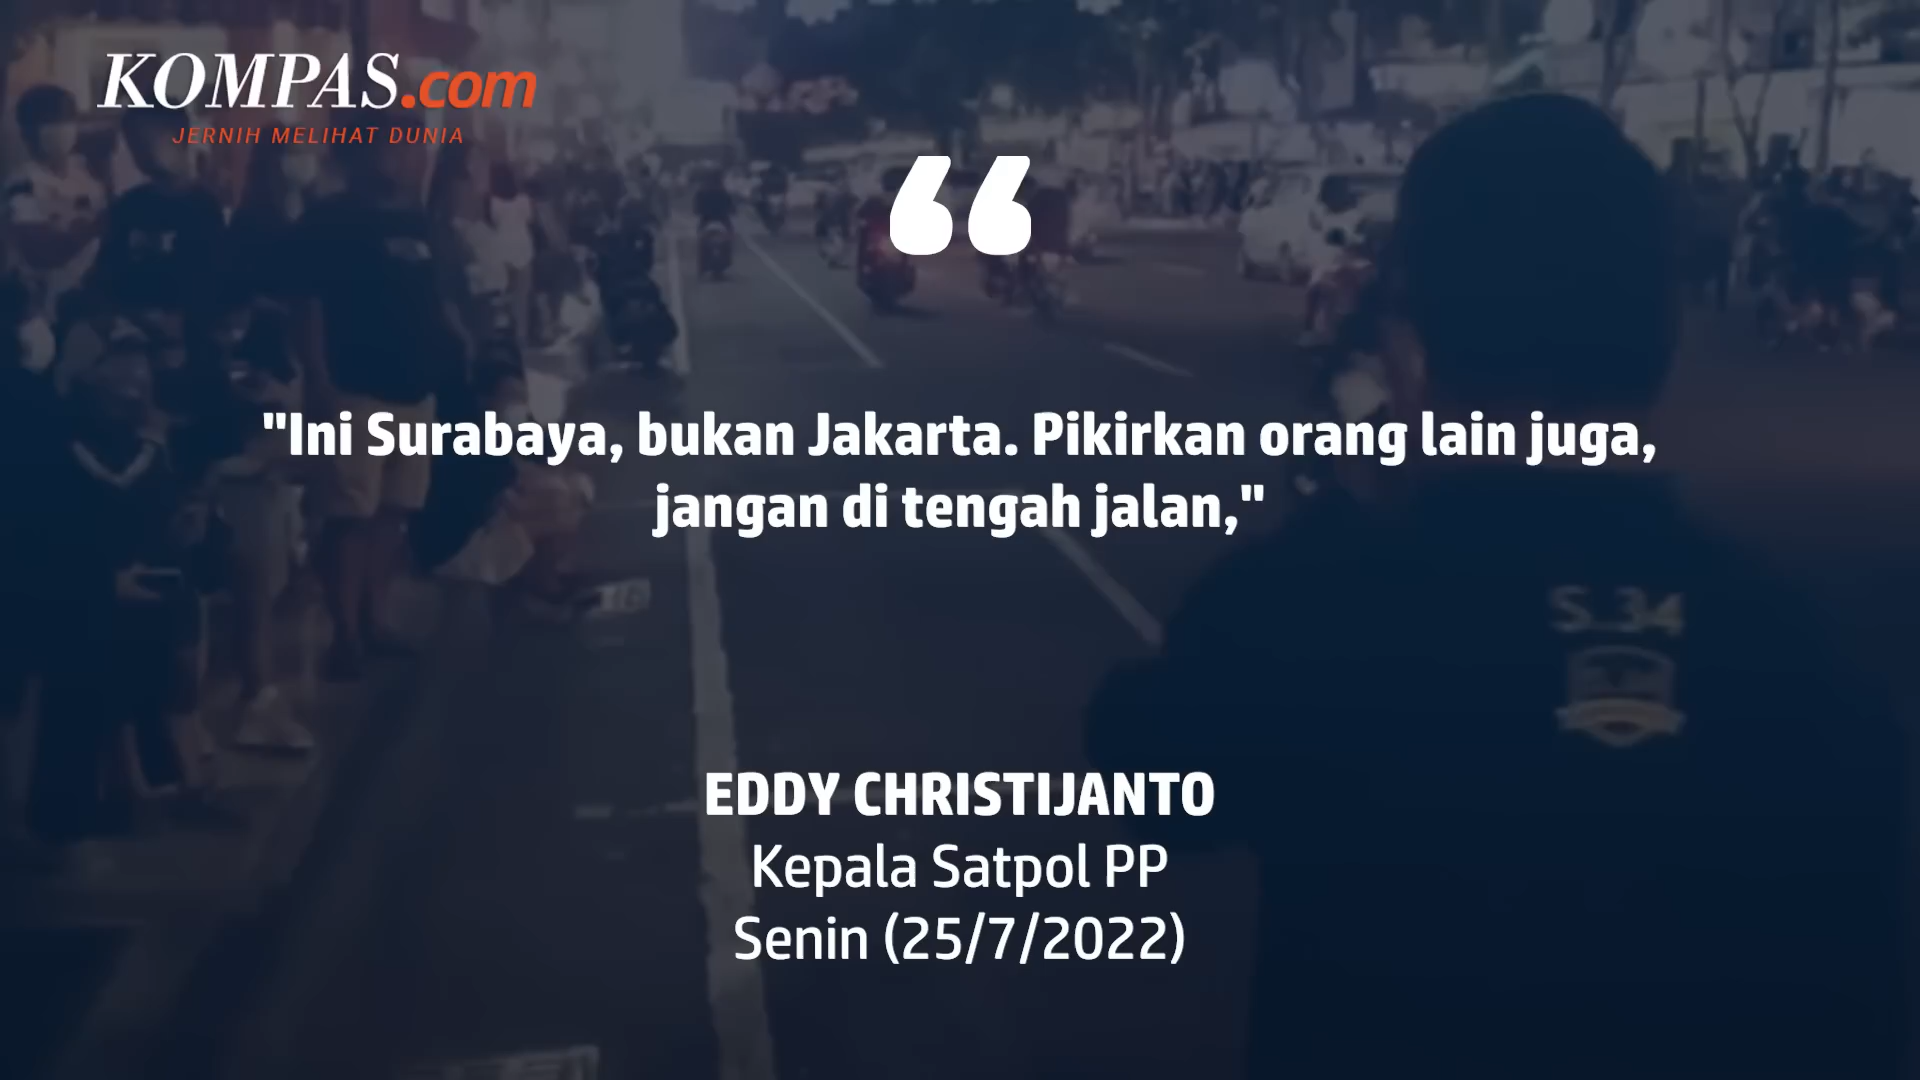 KOMPAS.com
JERNIH MELIHAT DUNIA
"Ini Surabaya, bukan Jakarta. Pikirkan orang lain juga,
jangan di tengah jalan,"
EDDY CHRISTIJANTO
Kepala Satpol PP
Senin (25/7/2022)
S.34